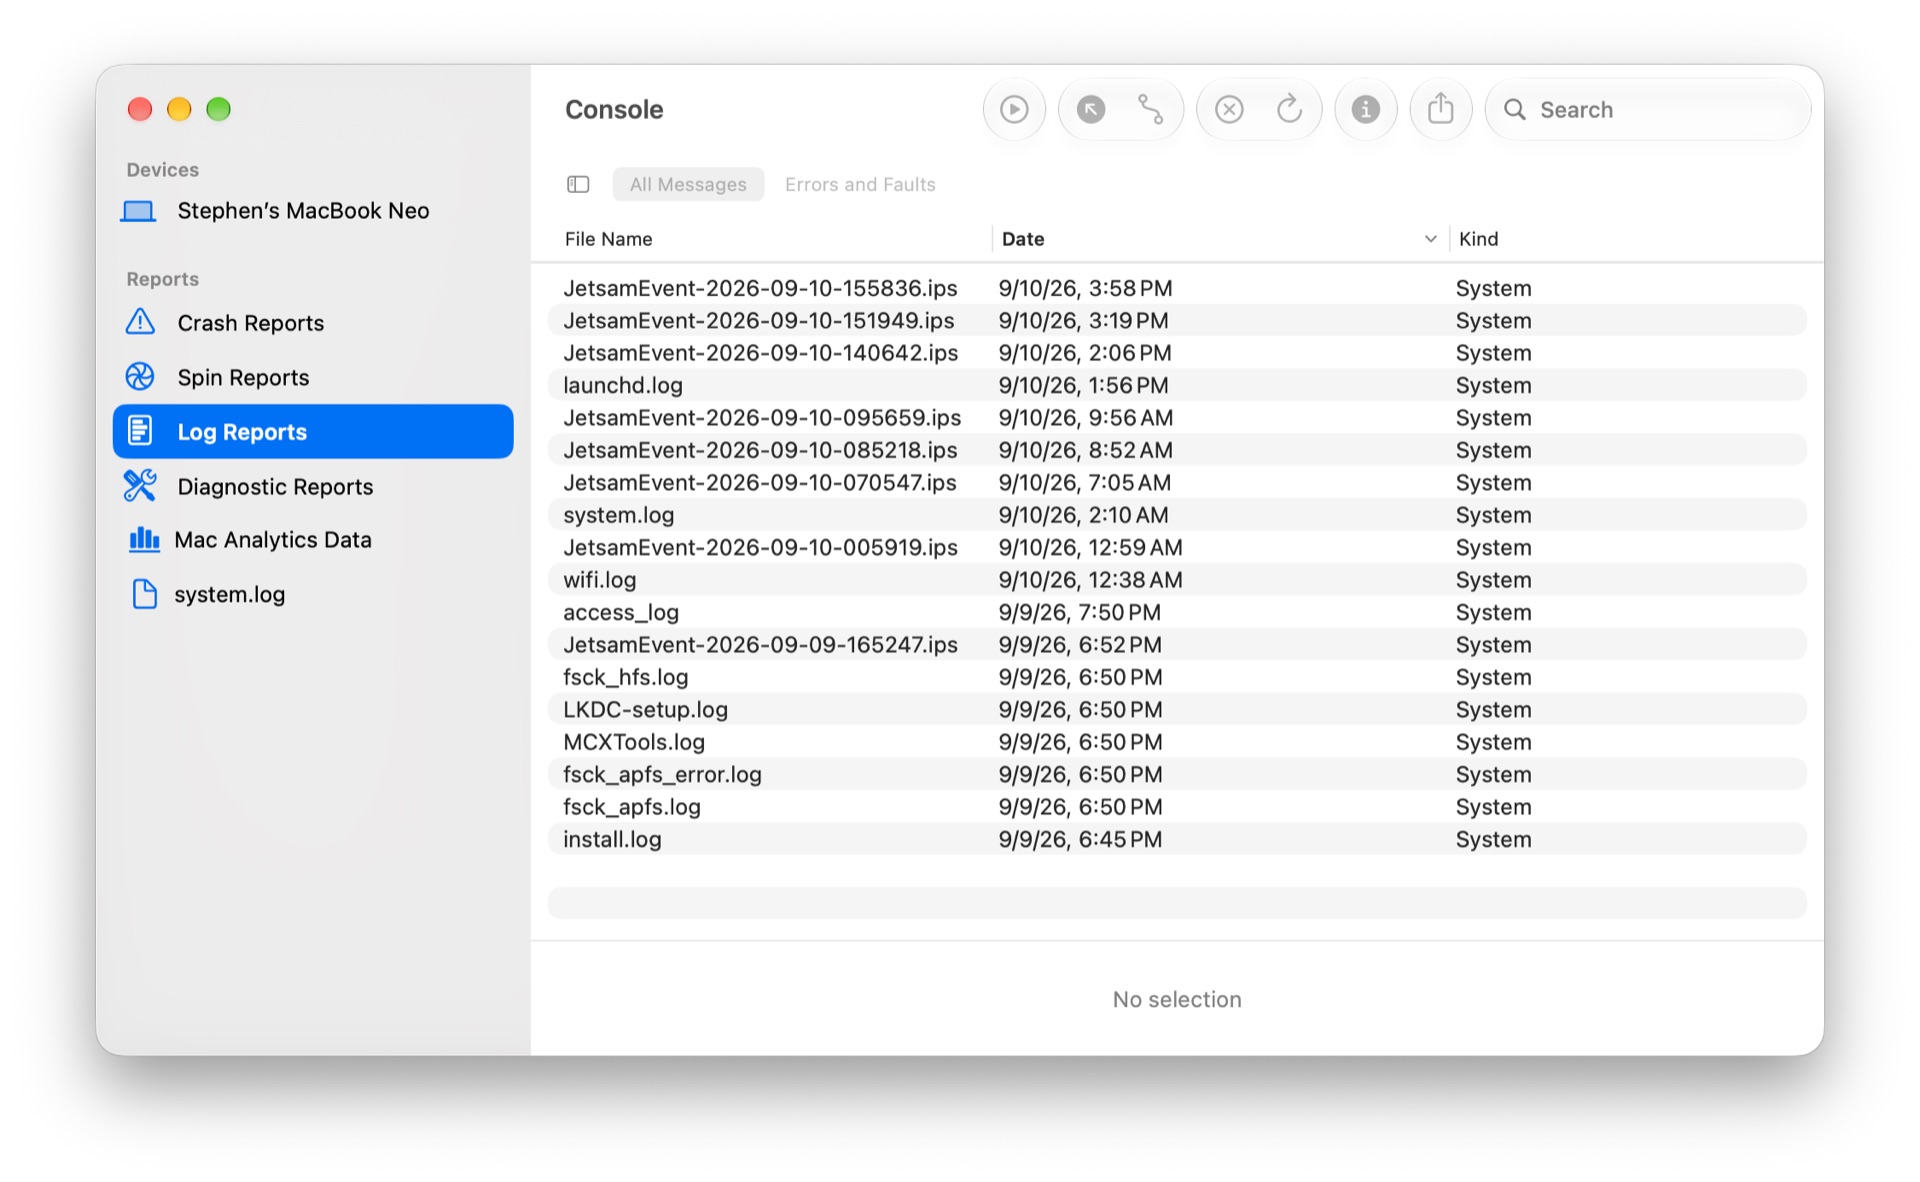 Devices
Stephen’s MacBook Neo
Reports
Crash Reports
Spin Reports
Log Reports
Diagnostic Reports
Mac Analytics Data
system.log
Console
Search
All Messages Errors and Faults
File Name Date Kind
JetsamEvent-2026-09-10-155836.ips 9/10/26, 3:58 PM System
JetsamEvent-2026-09-10-151949.ips 9/10/26, 3:19 PM System
JetsamEvent-2026-09-10-140642.ips 9/10/26, 2:06 PM System
launchd.log 9/10/26, 1:56 PM System
JetsamEvent-2026-09-10-095659.ips 9/10/26, 9:56 AM System
JetsamEvent-2026-09-10-085218.ips 9/10/26, 8:52 AM System
JetsamEvent-2026-09-10-070547.ips 9/10/26, 7:05 AM System
system.log 9/10/26, 2:10 AM System
JetsamEvent-2026-09-10-005919.ips 9/10/26, 12:59 AM System
wifi.log 9/10/26, 12:38 AM System
access_log 9/9/26, 7:50 PM System
JetsamEvent-2026-09-09-165247.ips 9/9/26, 6:52 PM System
fsck_hfs.log 9/9/26, 6:50 PM System
LKDC-setup.log 9/9/26, 6:50 PM System
MCXTools.log 9/9/26, 6:50 PM System
fsck_apfs_error.log 9/9/26, 6:50 PM System
fsck_apfs.log 9/9/26, 6:50 PM System
install.log 9/9/26, 6:45 PM System
No selection